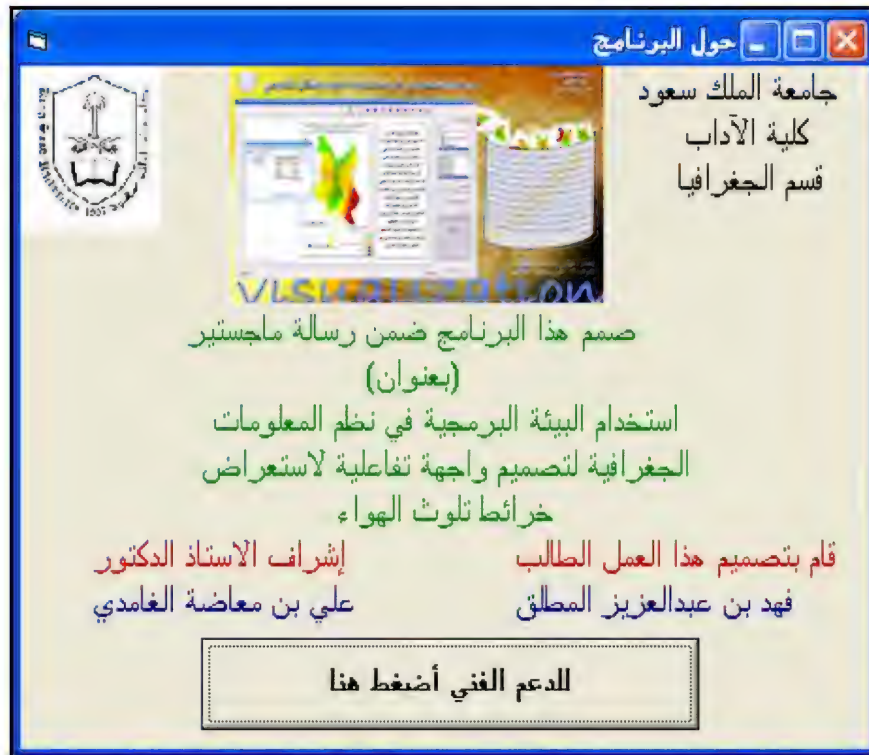 حول البرنامج
جامعة الملك سعود
كلية الآداب
قسم الجغرافيا
visualization
صمم هذا البرنامج ضمن رسالة ماجستير
(بعنوان)
استخدام البيئة البرمجية في نظم المعلومات
الجغرافية لتصميم واجهة تفاعلية لاستعراض
خرائط تلوث الهواء
قام بتصميم هذا العمل الطالب
فهد بن عبدالعزيز المطلق
إشراف الاستاذ الدكتور
علي بن معاضة الغامدي
للدعم الفني أضغط هنا